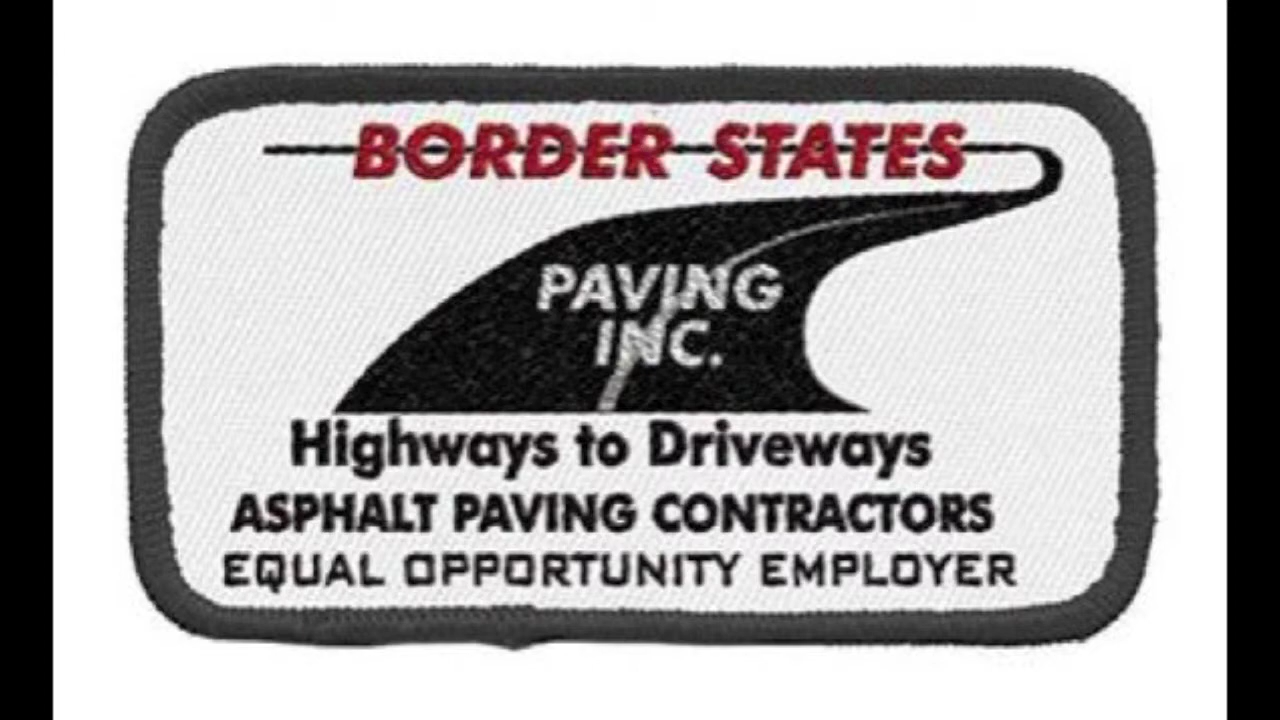 BORDER STATES
PAVING
INC.
Highways to Driveways
ASPHALT PAVING CONTRACTORS
EQUAL OPPORTUNITY EMPLOYER